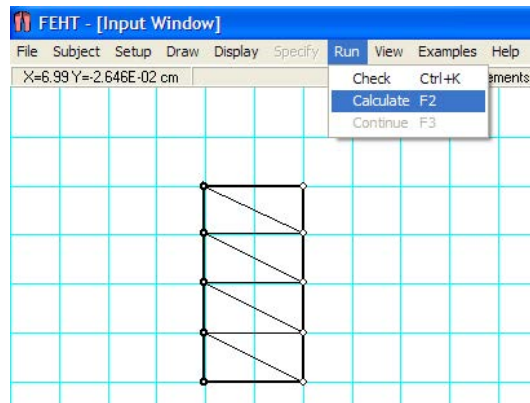 FEHT - [Input Window]
File Subject Setup Draw Display Specify Run View Examples Help
X=6.99 Y=-2.646E-02 cm
ements
Check Ctrl+K
Calculate F2
Continue F3